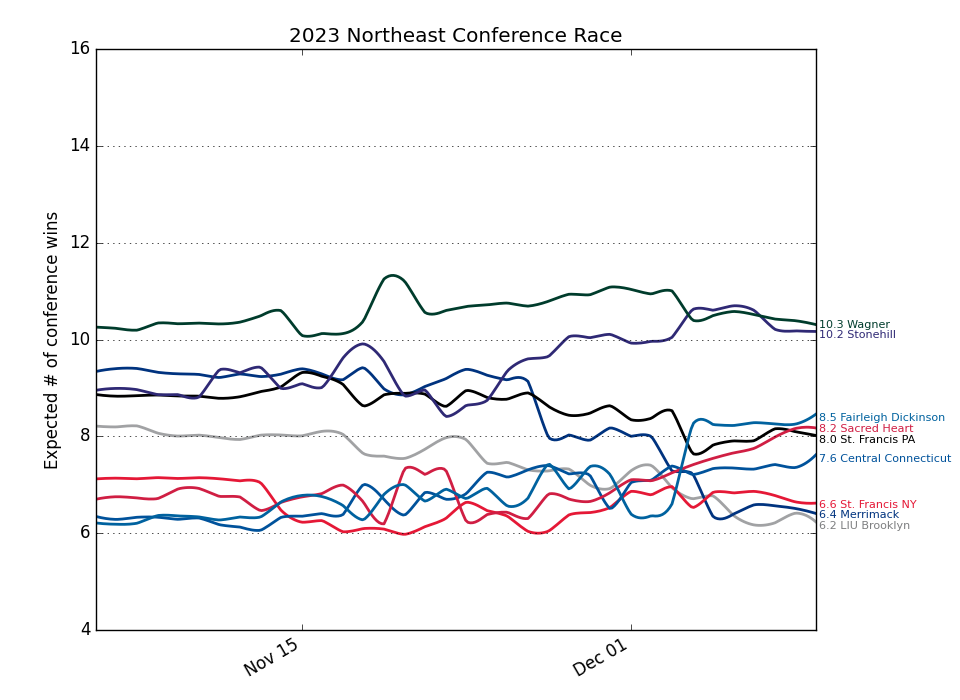 2023 Northeast Conference Race
Expected # of conference wins
16
14
12
10
8
6
4
Nov 15
Dec 01
10.3 Wagner
10.2 Stonehill
8.5 Fairleigh Dickinson
8.2 Sacred Heart
8.0 St. Francis PA
7.6 Central Connecticut
6.6 St. Francis NY
6.4 Merrimack
6.2 LIU Brooklyn